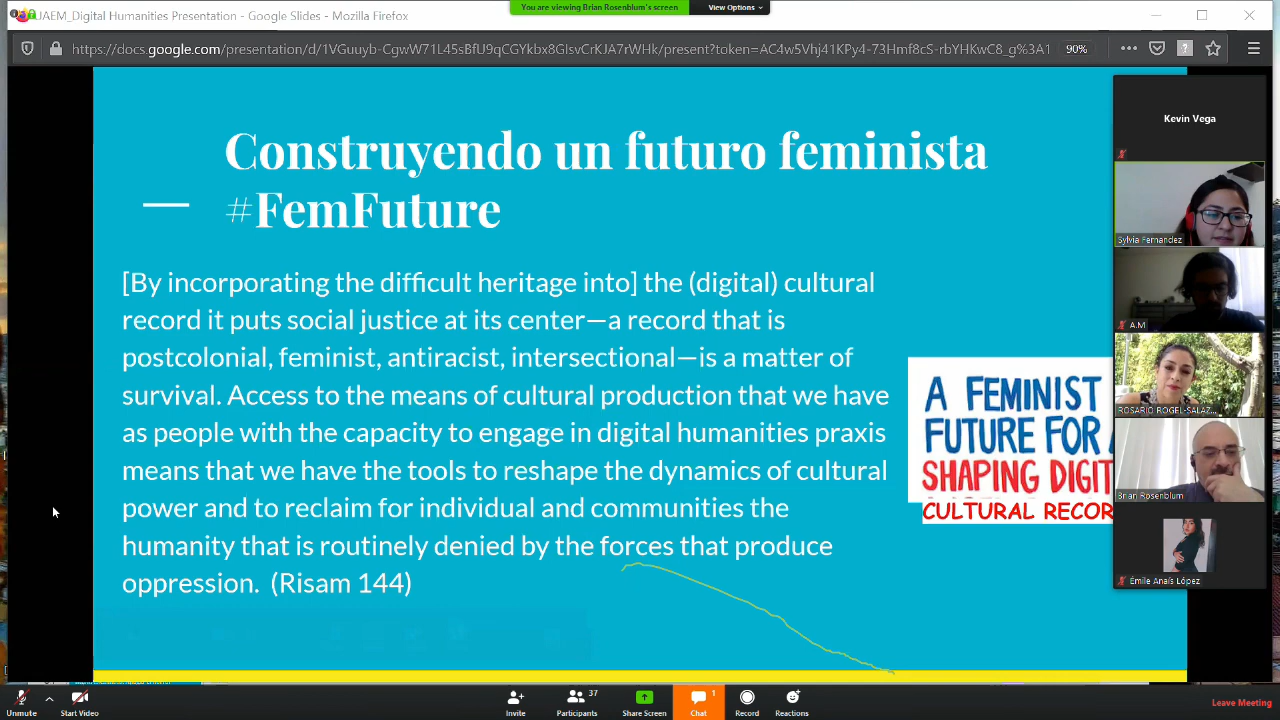 UAEM_Digital Humanities Presentation - Google Slides - Mozilla Firefox
You are viewing Brian Rosenblum's screen
View Options
https://docs.google.com/presentation/d/1VGuuyb-CgwW71L45sBfU9qCGYkbx8GlsvCrKJA7rWHk/present?token=AC4w5Vhj41KPy4-73Hmf8cS-rbYHKwC8_g%3A1
90%
Construyendo un futuro feminista
#FemFuture
[By incorporating the difficult heritage into] the (digital) cultural
record it puts social justice at its center—a record that is
postcolonial, feminist, antiracist, intersectional—is a matter of
survival. Access to the means of cultural production that we have
as people with the capacity to engage in digital humanities praxis
means that we have the tools to reshape the dynamics of cultural
power and to reclaim for individual and communities the
humanity that is routinely denied by the forces that produce
oppression. (Risam 144)
A FEMINIST
FUTURE FOR
SHAPING DIGIT
CULTURAL RECOR
Kevin Vega
Sylvia Fernandez
A.M
ROSARIO ROGEL-SALAZ...
Brian Rosenblum
Émile Anaís López
Unmute
Start Video
Invite
Participants
37
Share Screen
Chat
1
Record
Reactions
Leave Meeting